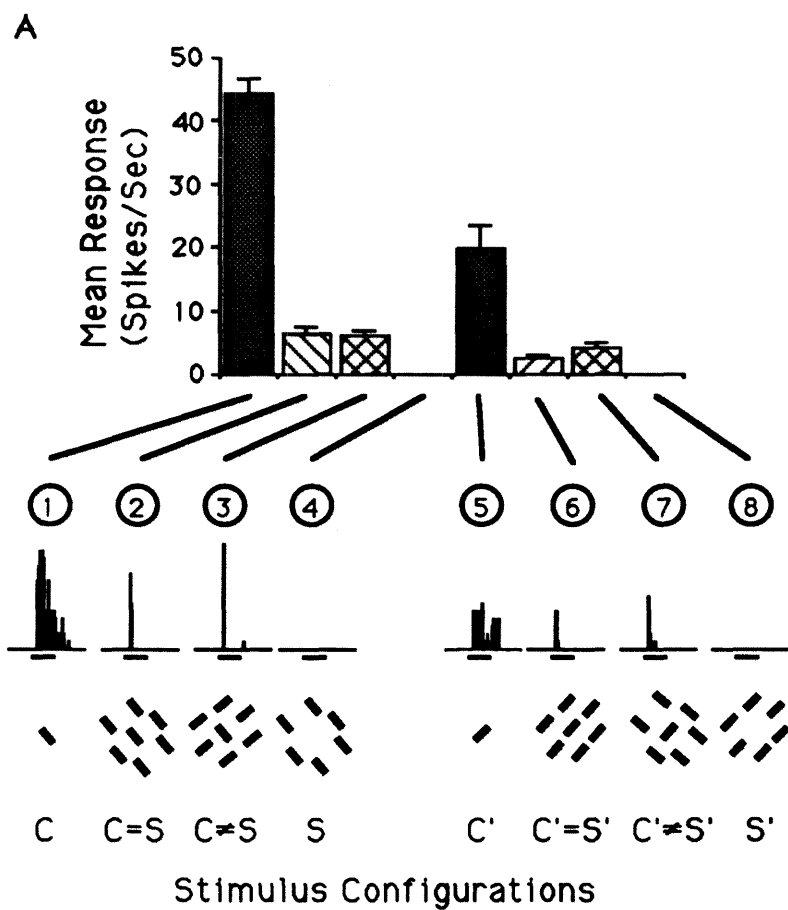 A
Mean Response
(Spikes/Sec)
50
40
30
20
10
0
1 2 3 4 5 6 7 8
C C=S C≠S S C' C'=S' C'≠S' S'
Stimulus Configurations